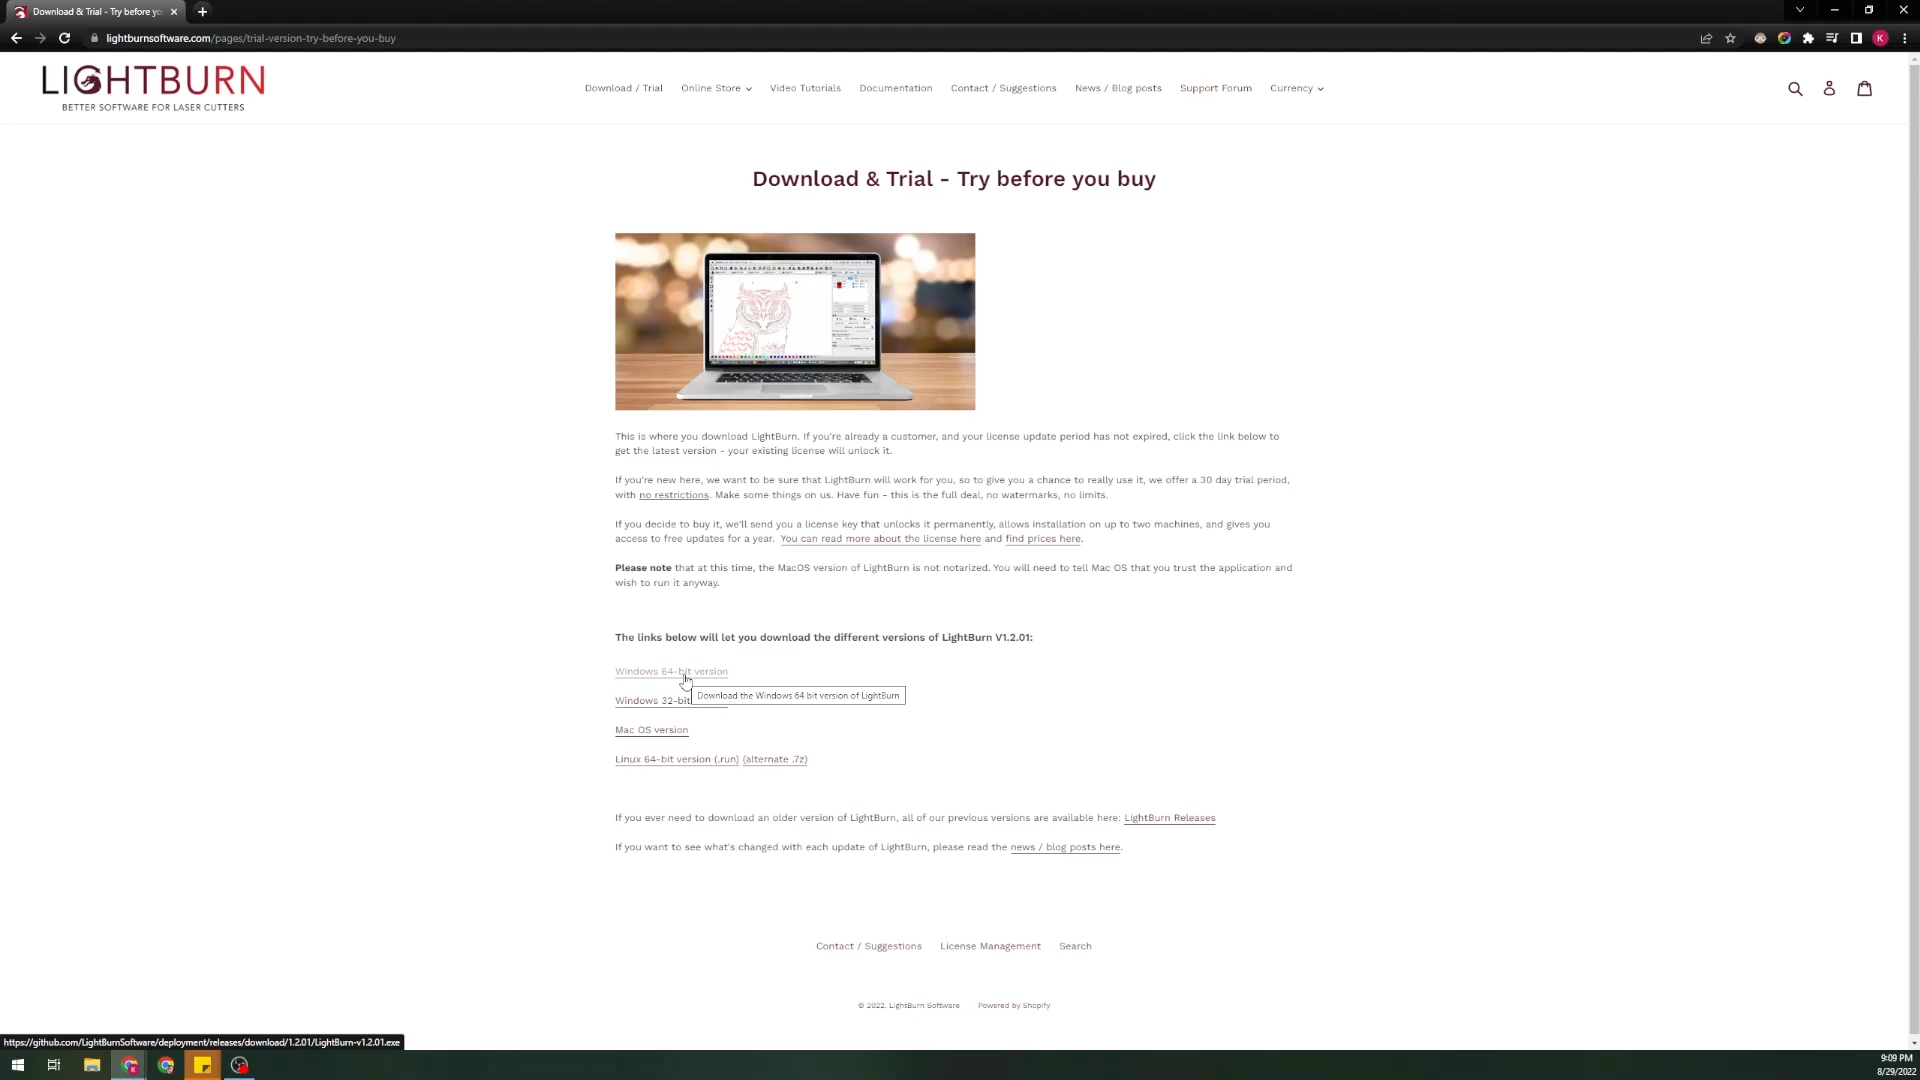 Download & Trial - Try before yo
lightburnsoftware.com/pages/trial-version-try-before-you-buy
K
LIGHTBURN
BETTER SOFTWARE FOR LASER CUTTERS
Download / Trial
Online Store
Video Tutorials
Documentation
Contact / Suggestions
News / Blog posts
Support Forum
Currency
Download & Trial - Try before you buy
This is where you download LightBurn. If you're already a customer, and your license update period has not expired, click the link below to
get the latest version - your existing license will unlock it.
If you're new here, we want to be sure that LightBurn will work for you, so to give you a chance to really use it, we offer a 30 day trial period,
with no restrictions. Make some things on us. Have fun - this is the full deal, no watermarks, no limits.
If you decide to buy it, we'll send you a license key that unlocks it permanently, allows installation on up to two machines, and gives you
access to free updates for a year. You can read more about the license here and find prices here.
Please note that at this time, the MacOS version of LightBurn is not notarized. You will need to tell Mac OS that you trust the application and
wish to run it anyway.
The links below will let you download the different versions of LightBurn V1.2.01:
Windows 64-bit version
Download the Windows 64 bit version of LightBurn
Windows 32-bit
Mac OS version
Linux 64-bit version (.run) (alternate .7z)
If you ever need to download an older version of LightBurn, all of our previous versions are available here: LightBurn Releases
If you want to see what's changed with each update of LightBurn, please read the news / blog posts here.
Contact / Suggestions
License Management
Search
© 2022, LightBurn Software
Powered by Shopify
https://github.com/LightBurnSoftware/deployment/releases/download/1.2.01/LightBurn-v1.2.01.exe
9:09 PM
8/29/2022